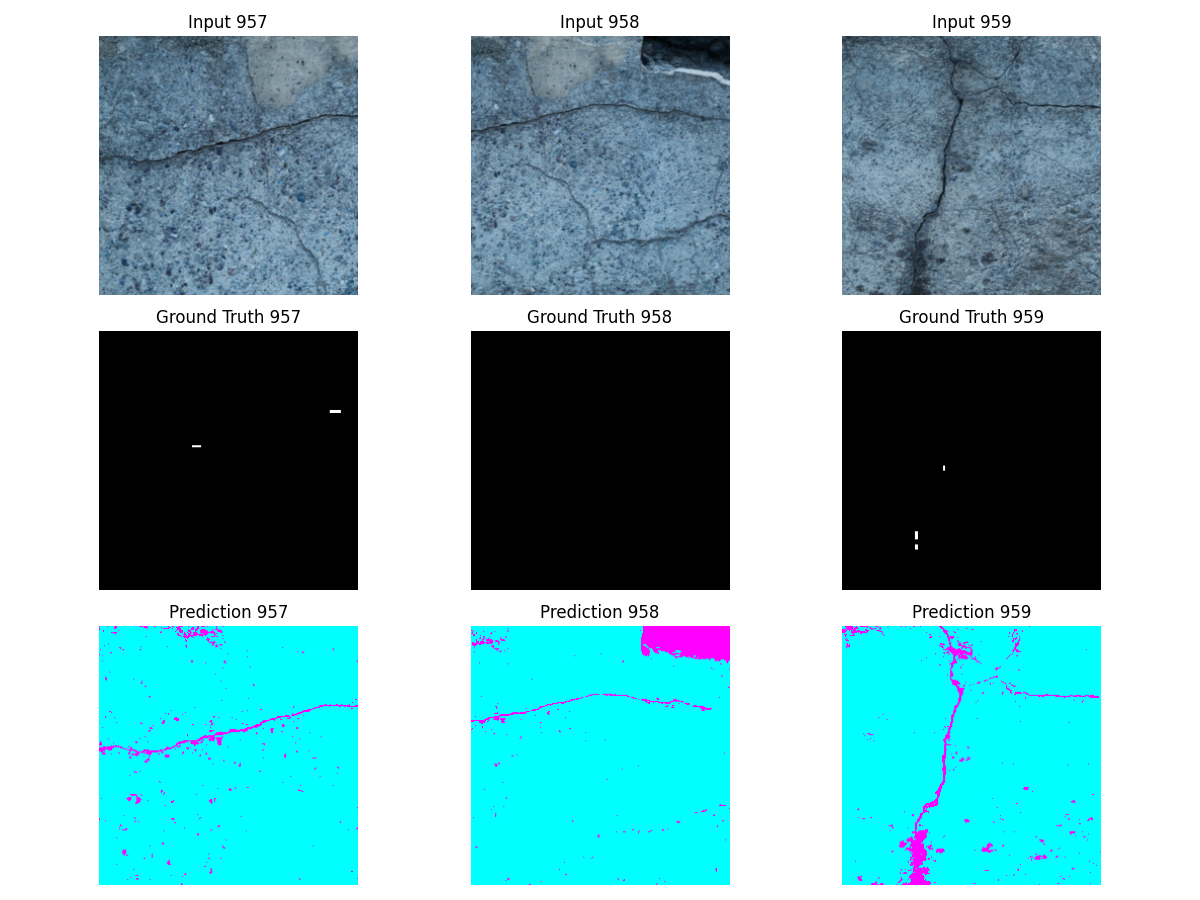 Input 957
Input 958
Input 959
Ground Truth 957
Ground Truth 958
Ground Truth 959
Prediction 957
Prediction 958
Prediction 959